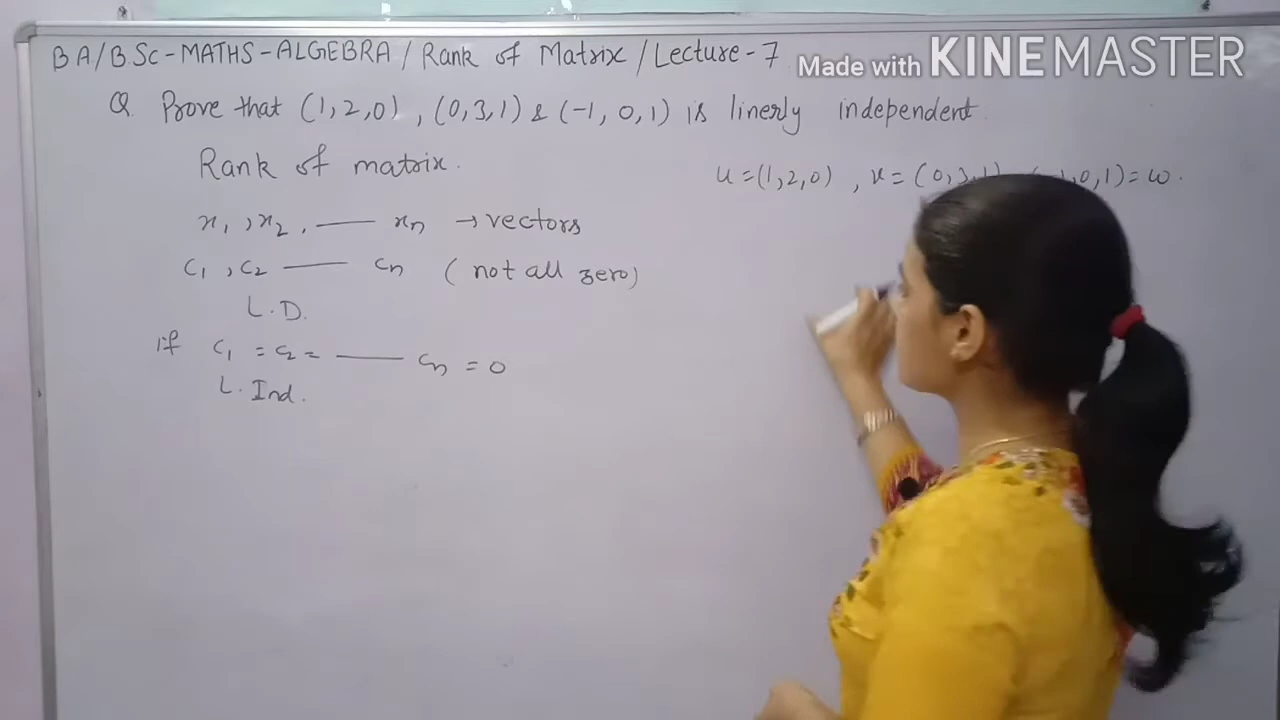 BA/BSc-MATHS-ALGEBRA/Rank of Matrix/Lecture-7
Made with KINEMASTER
Q. Prove that (1,2,0), (0,3,1) & (-1, 0, 1) is linerly independent.
Rank of matrix.
u=(1,2,0), v=(0,3,1) ,0,1)=w.
x₁, x₂, — xₙ → vectors
c₁, c₂ — cₙ (not all zero)
L.D.
if c₁ = c₂ = — cₙ = 0
L. Ind.